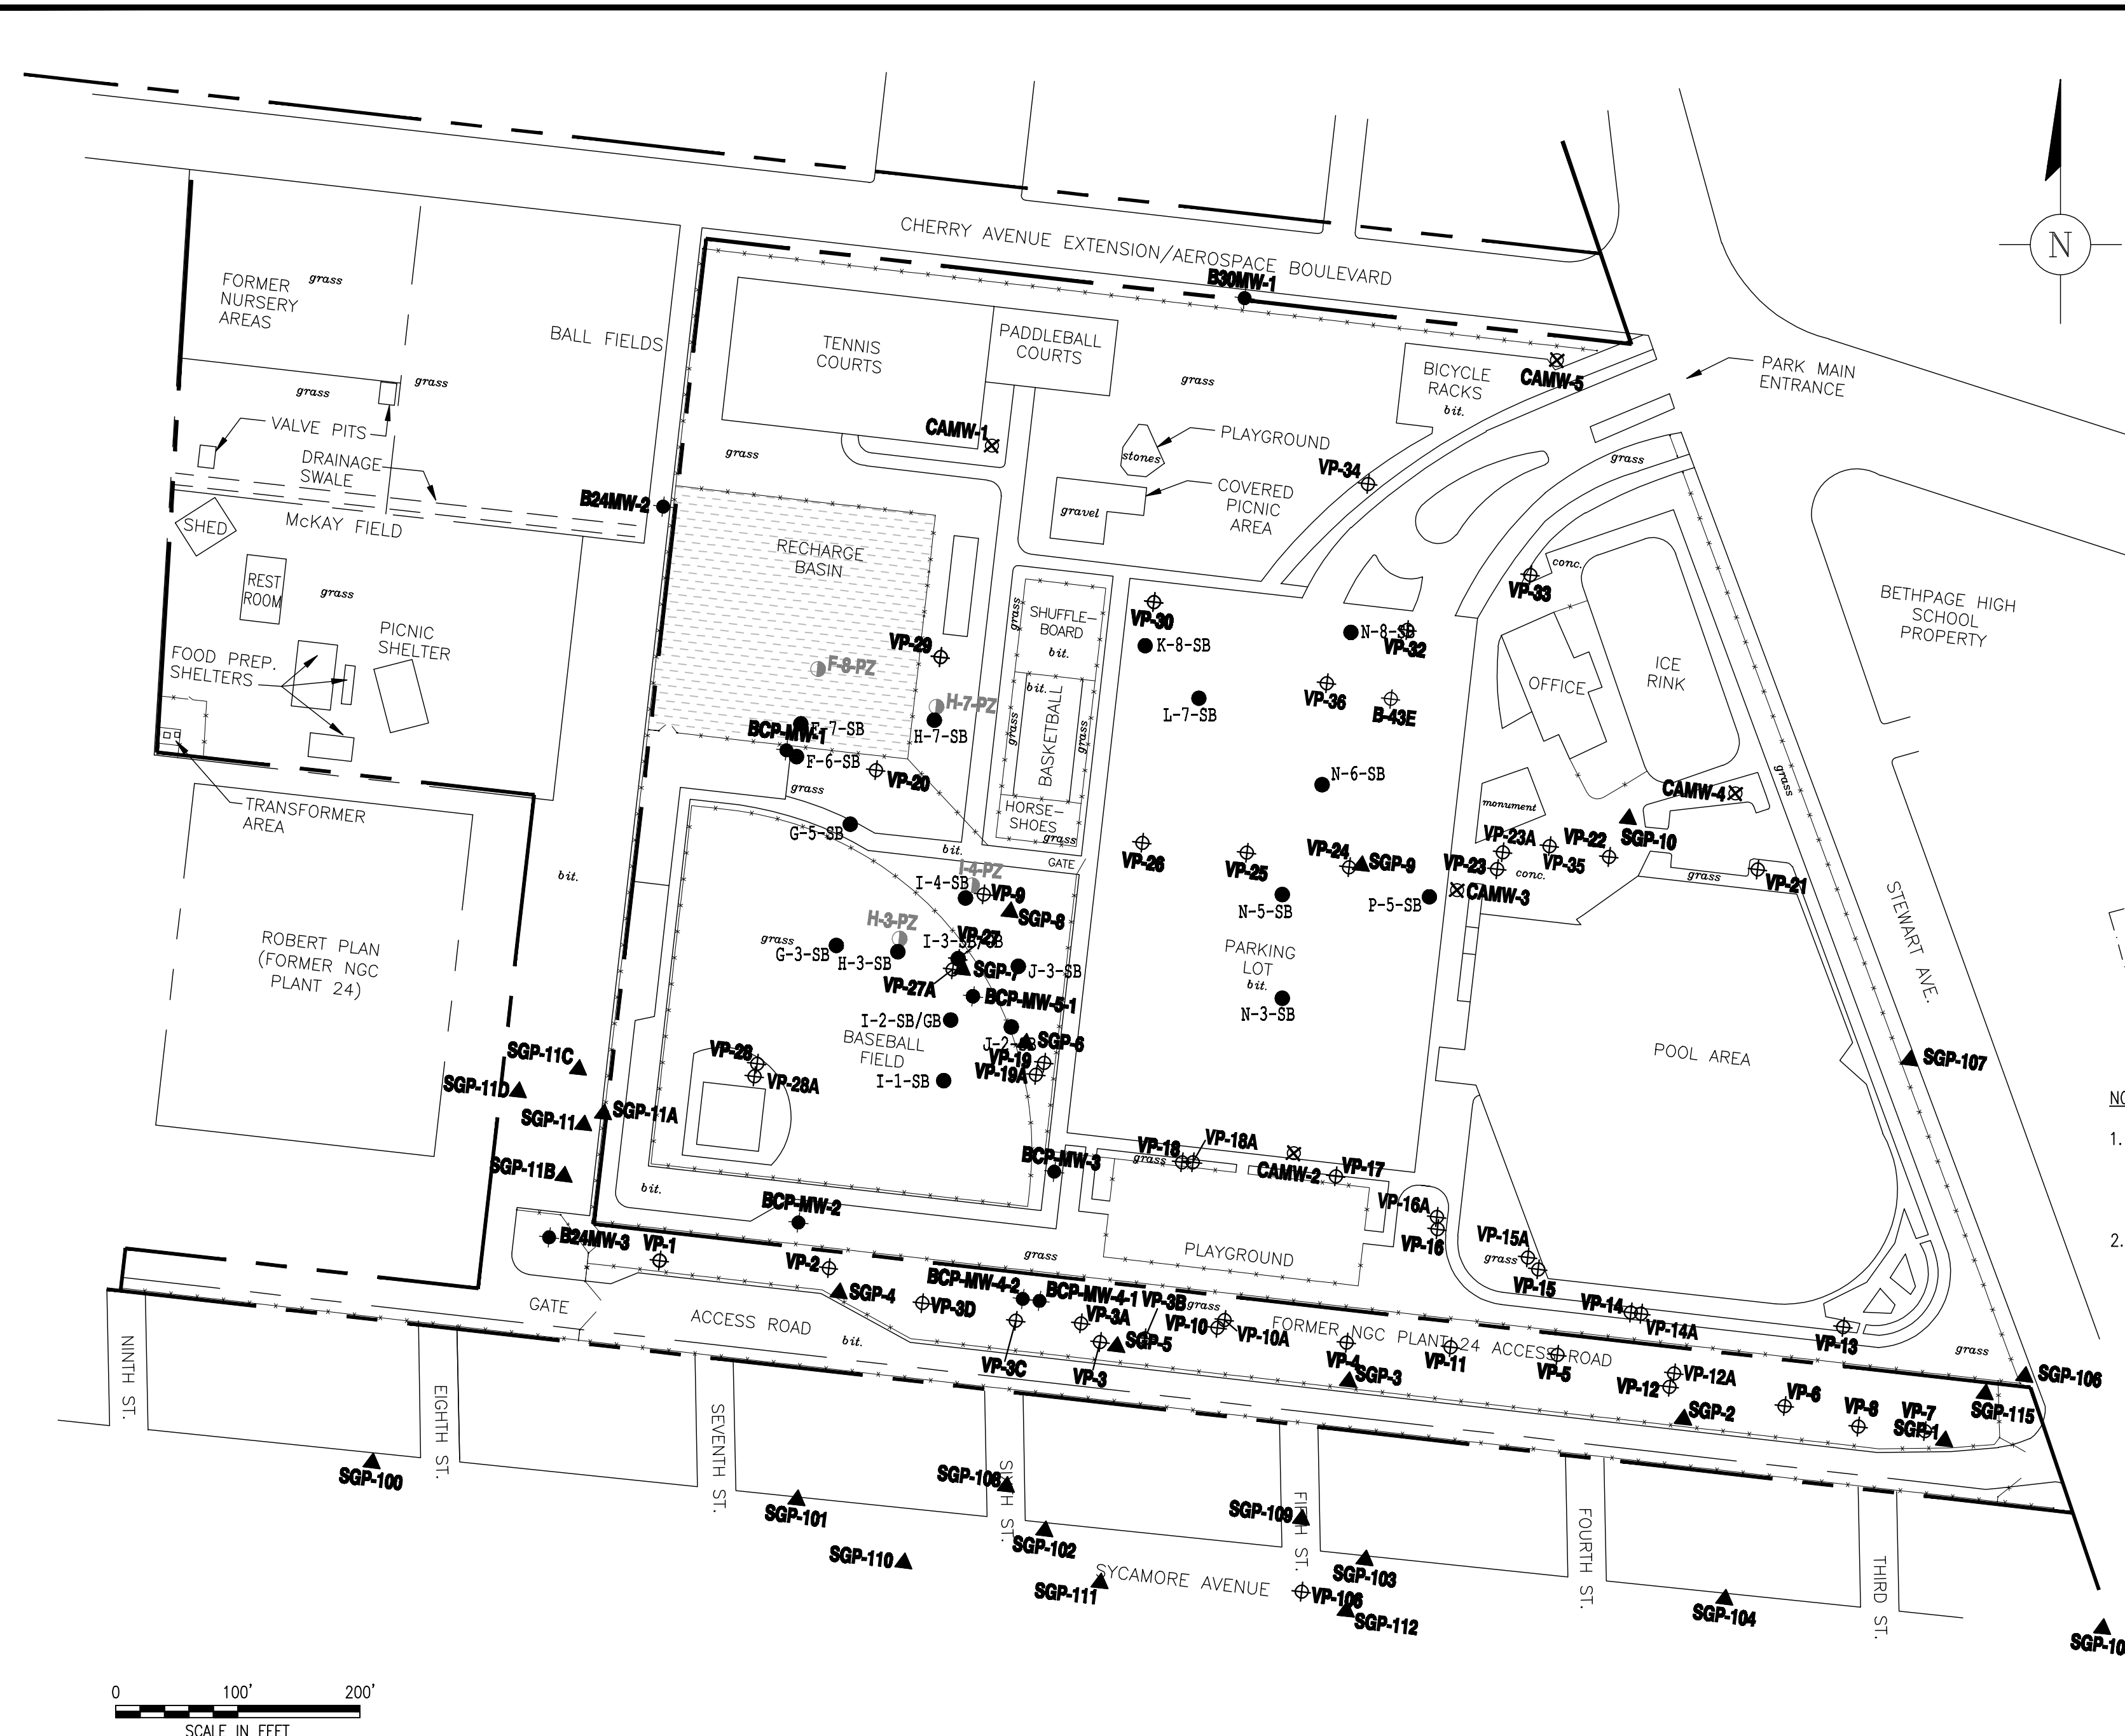 CHERRY AVENUE EXTENSION/AEROSPACE BOULEVARD
N
FORMER
NURSERY
AREAS
grass
BALL FIELDS
B30MW-1
TENNIS
COURTS
PADDLEBALL
COURTS
grass
BICYCLE
RACKS
bit.
CAMW-5
PARK MAIN
ENTRANCE
grass
grass
VALVE PITS
DRAINAGE
SWALE
CAMW-1
grass
PLAYGROUND
stones
VP-34
grass
COVERED
PICNIC
AREA
gravel
B24MW-2
SHED
McKAY FIELD
RECHARGE
BASIN
REST
ROOM
grass
conc.
VP-33
BETHPAGE HIGH
SCHOOL
PROPERTY
PICNIC
SHELTER
FOOD PREP.
SHELTERS
grass
SHUFFLE-
BOARD
bit.
VP-30
K-8-SB
N-8-SB
VP-32
VP-29
F-8-PZ
H-7-PZ
H-7-SB
bit.
grass
BASKETBALL
grass
L-7-SB
VP-36
B-43E
OFFICE
ICE
RINK
F-7-SB
BCP-MW-1
F-6-SB
VP-20
grass
N-6-SB
grass
CAMW-4
monument
TRANSFORMER
AREA
HORSE-
SHOES
grass
G-5-SB
bit.
GATE
VP-26
VP-25
VP-24
SGP-9
VP-23A
VP-23
conc.
VP-35
VP-22
SGP-10
grass
VP-21
bit.
I-4-PZ
I-4-SB
VP-9
SGP-8
N-5-SB
P-5-SB
CAMW-3
STEWART AVE.
H-3-PZ
grass
G-3-SB
H-3-SB
VP-27
I-3-SB/GB
SGP-7
J-3-SB
VP-27A
BCP-MW-5-1
PARKING
LOT
bit.
N-3-SB
ROBERT PLAN
(FORMER NGC
PLANT 24)
I-2-SB/GB
BASEBALL
FIELD
J-2-SB
SGP-6
VP-19
VP-19A
I-1-SB
VP-28
VP-28A
POOL AREA
SGP-107
SGP-11C
SGP-11D
SGP-11
SGP-11A
SGP-11B
1.
2.
BCP-MW-3
grass
VP-18
VP-18A
CAMW-2
VP-17
bit.
BCP-MW-2
VP-16A
VP-16
VP-15A
grass
VP-15
B24MW-3
VP-1
VP-2
SGP-4
grass
PLAYGROUND
BCP-MW-4-2
BCP-MW-4-1
VP-3B
grass
VP-3D
VP-3A
VP-10
VP-10A
SGP-5
VP-3C
VP-3
VP-14
VP-14A
VP-13
GATE
ACCESS ROAD
bit.
FORMER NGC PLANT 24 ACCESS ROAD
VP-4
SGP-3
VP-11
VP-5
VP-12
VP-12A
SGP-2
VP-6
VP-8
VP-7
SGP-1
grass
SGP-106
SGP-115
NINTH ST.
EIGHTH ST.
SEVENTH ST.
SIXTH ST.
FIFTH ST.
FOURTH ST.
THIRD ST.
SGP-100
SGP-101
SGP-108
SGP-102
SGP-109
SGP-103
SGP-110
SGP-111
SYCAMORE AVENUE
VP-106
SGP-112
SGP-104
0 100' 200'
SCALE IN FEET